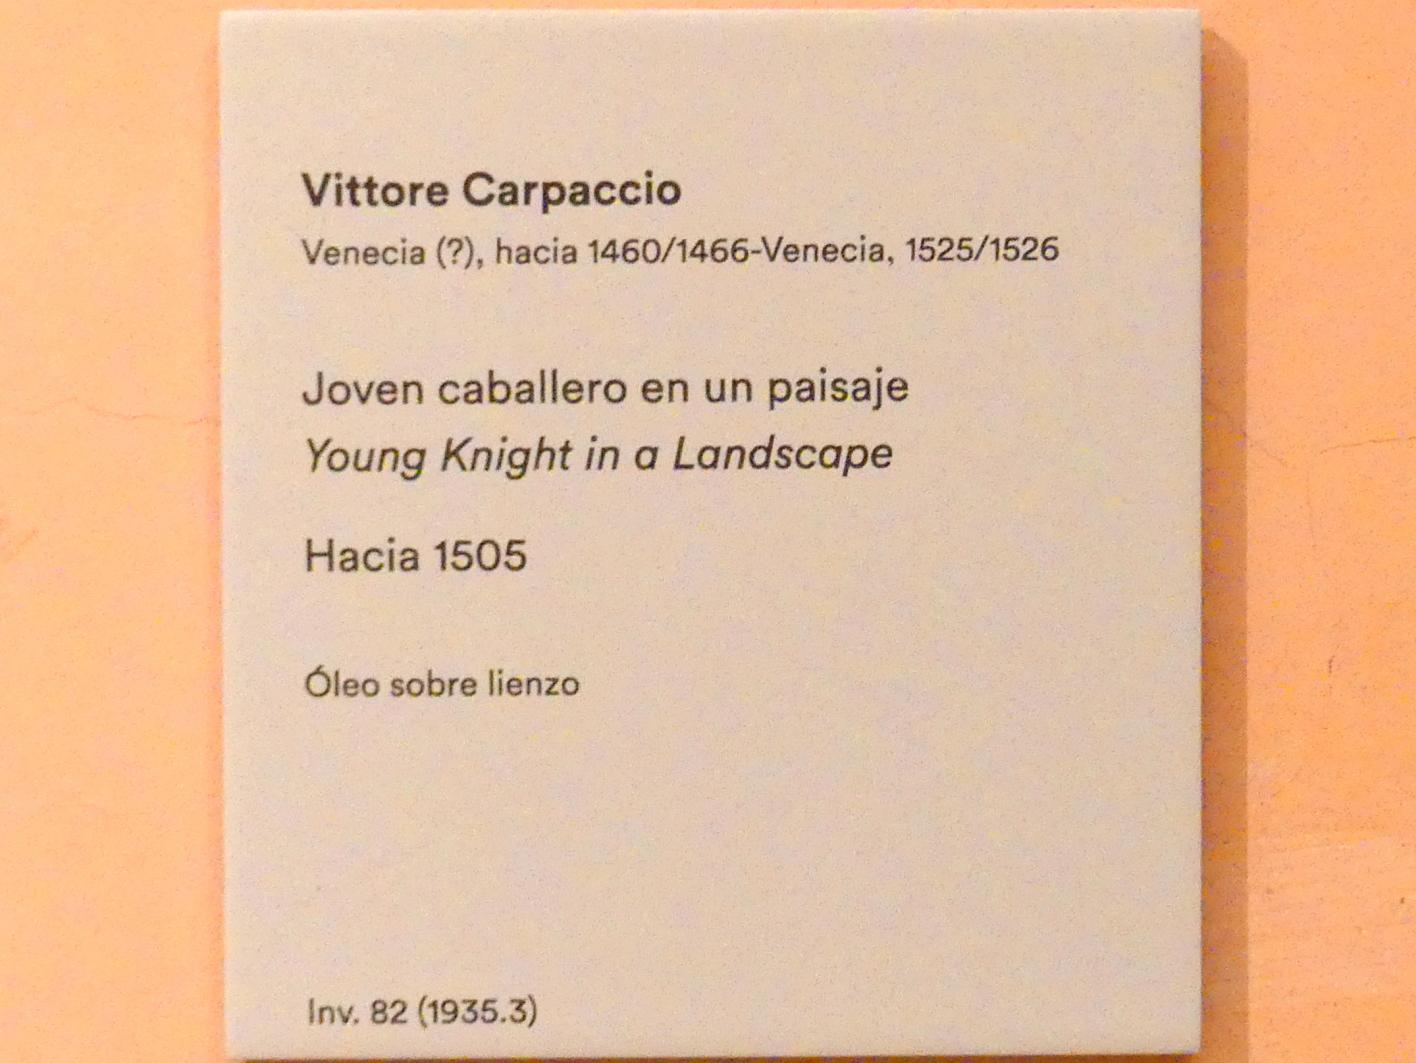 Vittore Carpaccio
Venecia (?), hacia 1460/1466-Venecia, 1525/1526
Joven caballero en un paisaje
Young Knight in a Landscape
Hacia 1505
Óleo sobre lienzo
Inv. 82 (1935.3)